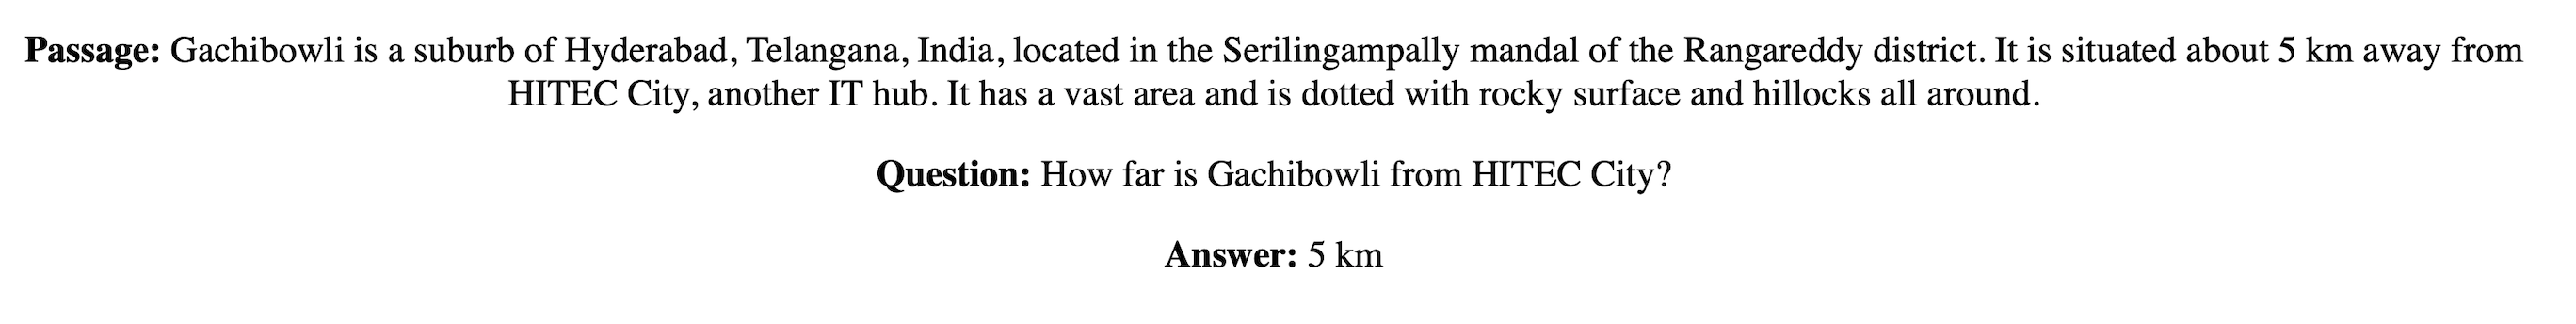 Passage: Gachibowli is a suburb of Hyderabad, Telangana, India, located in the Serilingampally mandal of the Rangareddy district. It is situated about 5 km away from
HITEC City, another IT hub. It has a vast area and is dotted with rocky surface and hillocks all around.
Question: How far is Gachibowli from HITEC City?
Answer: 5 km